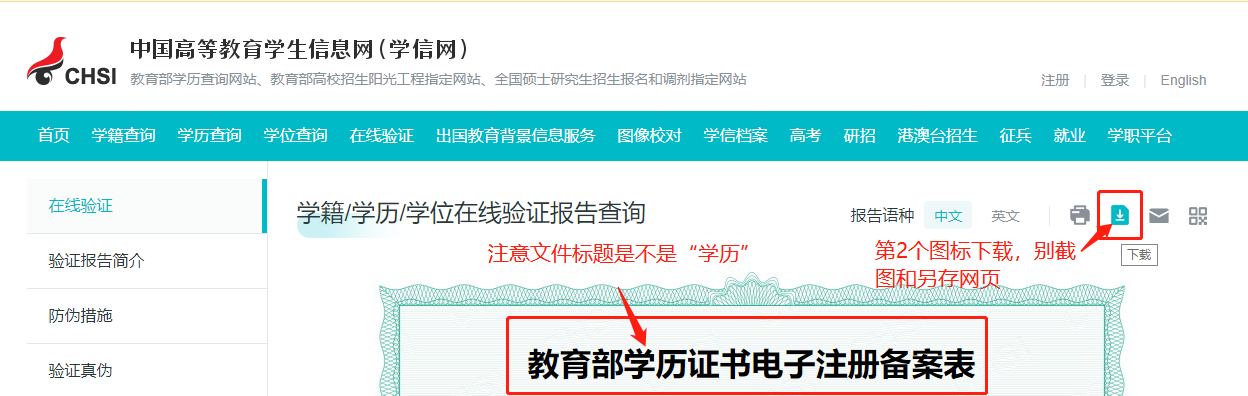 中国高等教育学生信息网（学信网）
CHSI
教育部学历查询网站、教育部高校招生阳光工程指定网站、全国硕士研究生招生报名和调剂指定网站
注册 | 登录 | English
首页 学籍查询 学历查询 学位查询 在线验证 出国教育背景信息服务 图像校对 学信档案 高考 研招 港澳台招生 征兵 就业 学职平台
在线验证
验证报告简介
防伪措施
验证真伪
学籍/学历/学位在线验证报告查询
报告语种 中文 英文
下载
注意文件标题是不是“学历”
第2个图标下载，别截
图和另存网页
教育部学历证书电子注册备案表